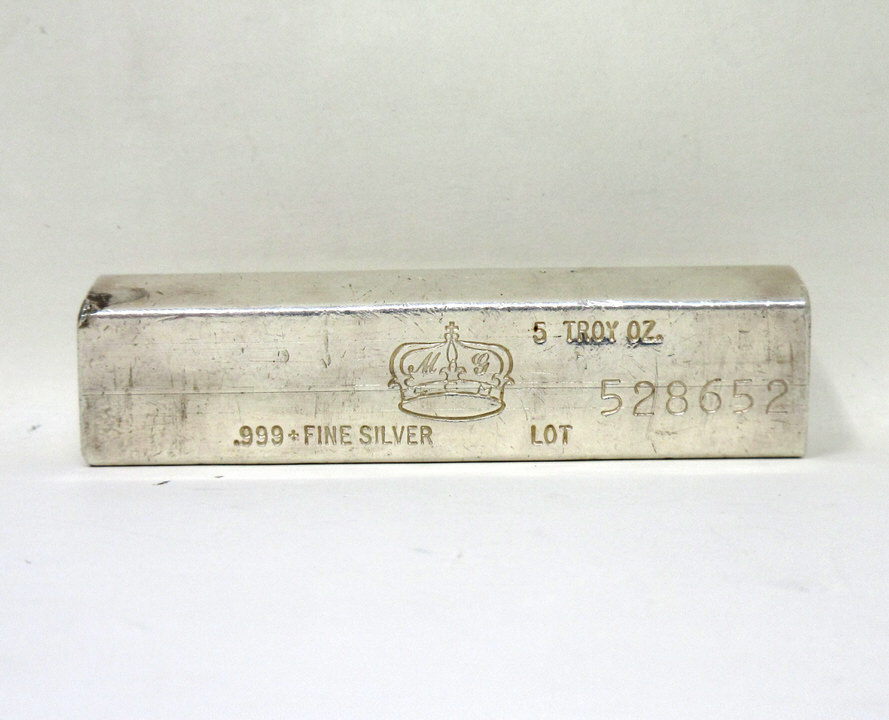 5 TROY OZ.
M G
528652
.999+ FINE SILVER LOT